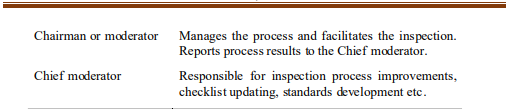 Chairman or moderator Manages the process and facilitates the inspection.
Reports process results to the Chief moderator.
Chief moderator Responsible for inspection process improvements,
checklist updating, standards development etc.